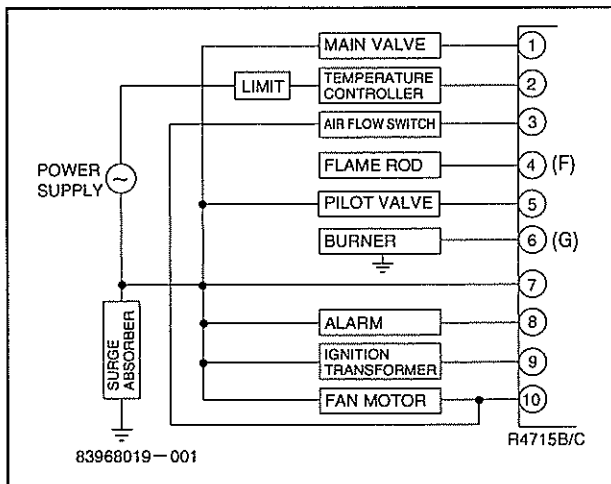 MAIN VALVE
1
LIMIT
TEMPERATURE
CONTROLLER
2
AIR FLOW SWITCH
3
POWER
SUPPLY
~
FLAME ROD
4 (F)
PILOT VALVE
5
BURNER
6 (G)
7
SURGE
ABSORBER
ALARM
8
IGNITION
TRANSFORMER
9
FAN MOTOR
10
83968019-001
R4715B/C